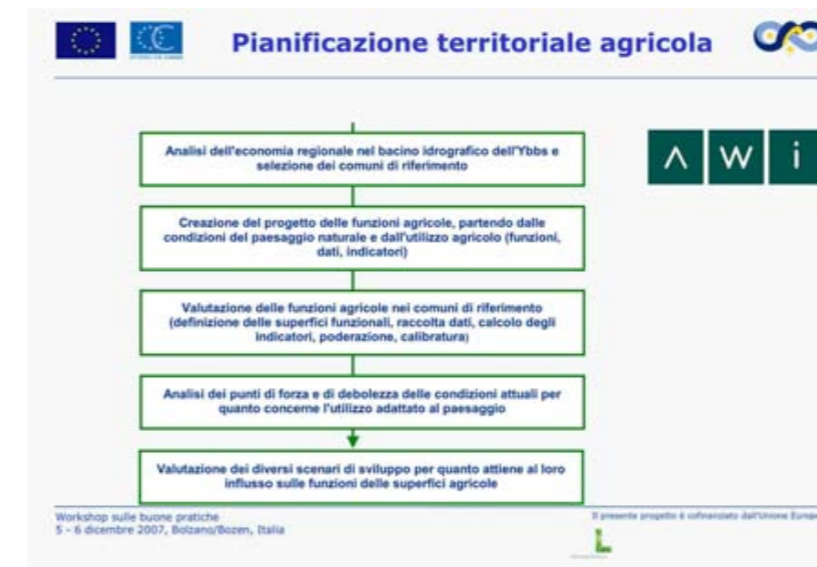 Pianificazione territoriale agricola
Analisi dell'economia regionale nel bacino idrografico dell'Ybbs e
selezione dei comuni di riferimento
AWi
Creazione del progetto delle funzioni agricole, partendo dalle
condizioni del paesaggio naturale e dall'utilizzo agricolo (funzioni,
dati, indicatori)
Valutazione delle funzioni agricole nei comuni di riferimento
(definizione delle superfici funzionali, raccolta dati, calcolo degli
indicatori, poderazione, calibratura)
Analisi dei punti di forza e di debolezza delle condizioni attuali per
quanto concerne l'utilizzo adattato al paesaggio
Valutazione dei diversi scenari di sviluppo per quanto attiene al loro
influsso sulle funzioni delle superfici agricole
Workshop sulle buone pratiche
5 - 6 dicembre 2007, Bolzano/Bozen, Italia
Il presente progetto è cofinanziato dall'Unione Europe